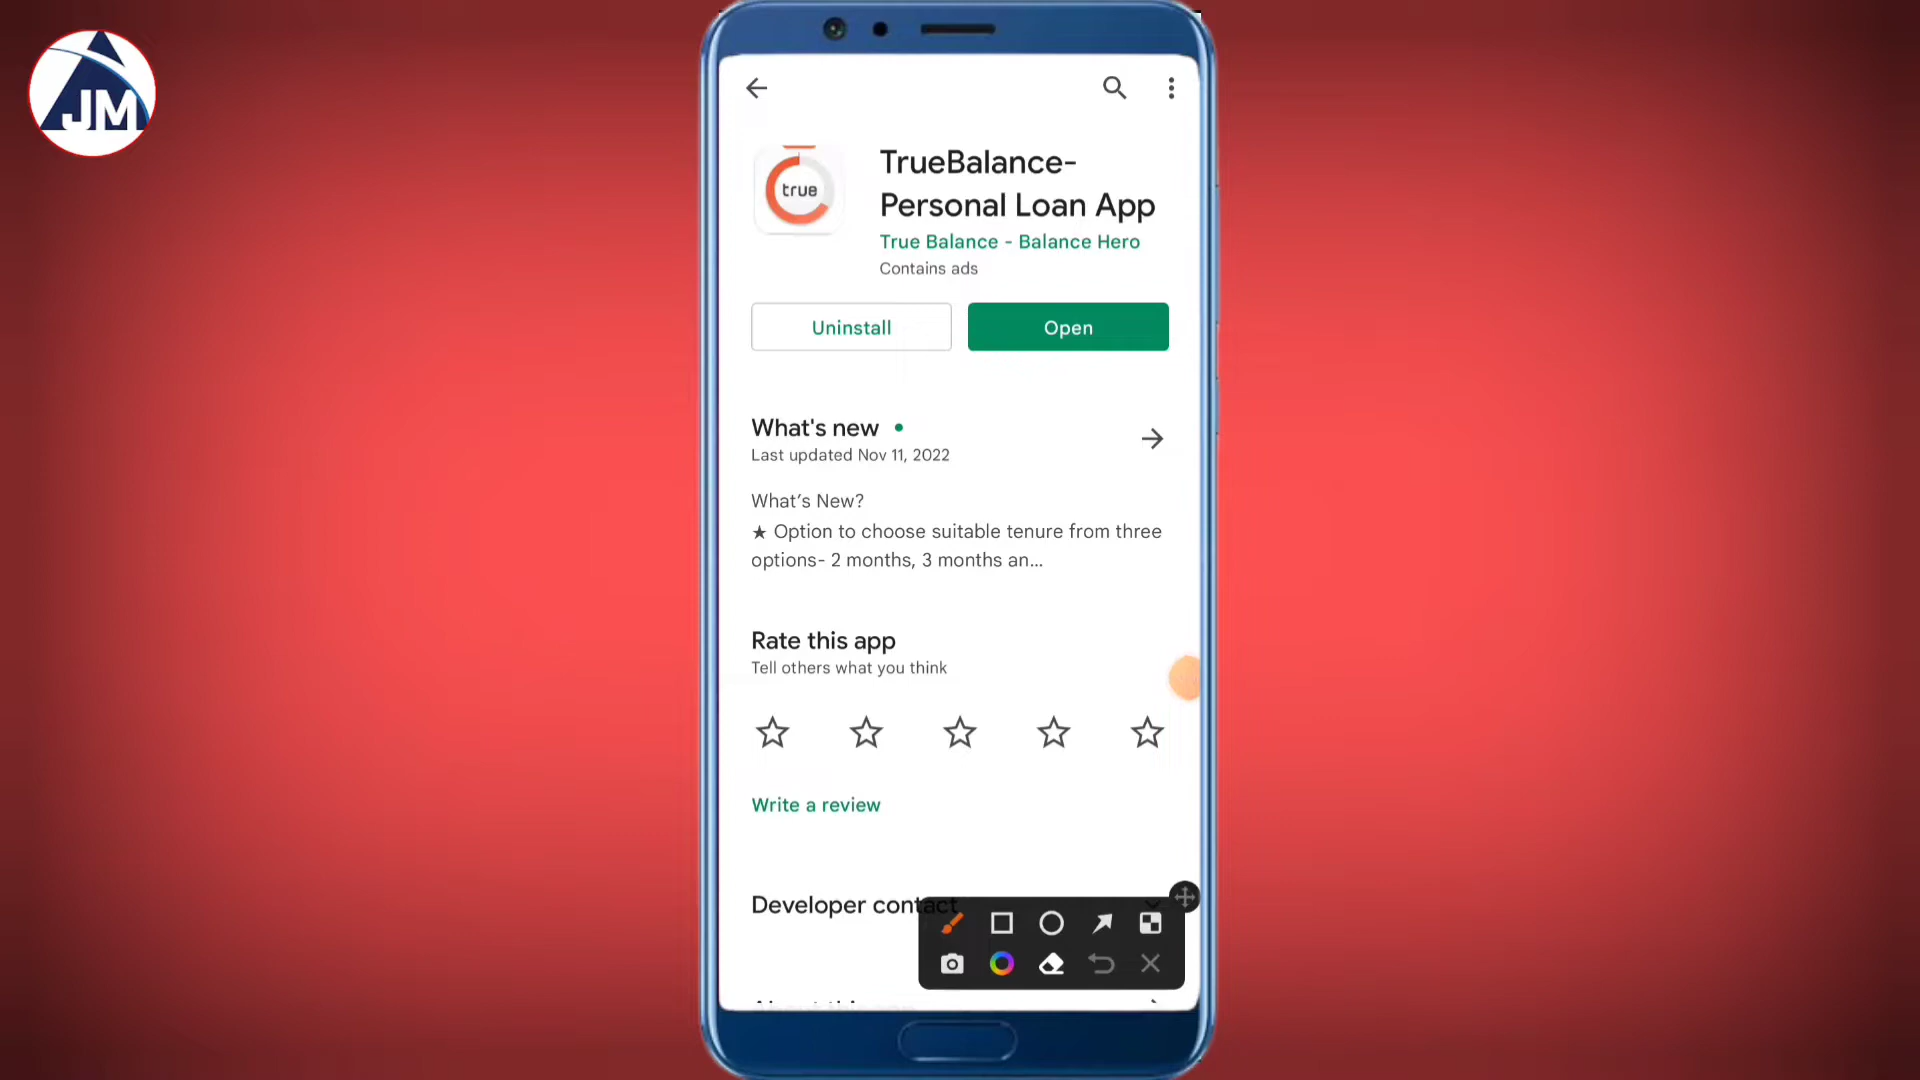 JM
TrueBalance-
Personal Loan App
true
True Balance - Balance Hero
Contains ads
Uninstall
Open
What's new
Last updated Nov 11, 2022
What's New?
★ Option to choose suitable tenure from three
options- 2 months, 3 months an...
Rate this app
Tell others what you think
Write a review
Developer contact